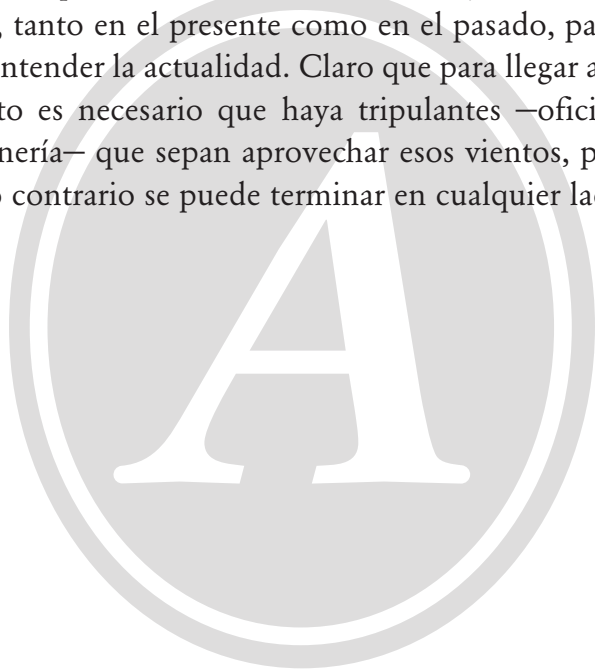 , tanto en el presente como en el pasado, pa
ntender la actualidad. Claro que para llegar a
to es necesario que haya tripulantes —ofici
nería— que sepan aprovechar esos vientos, p
o contrario se puede terminar en cualquier la
A